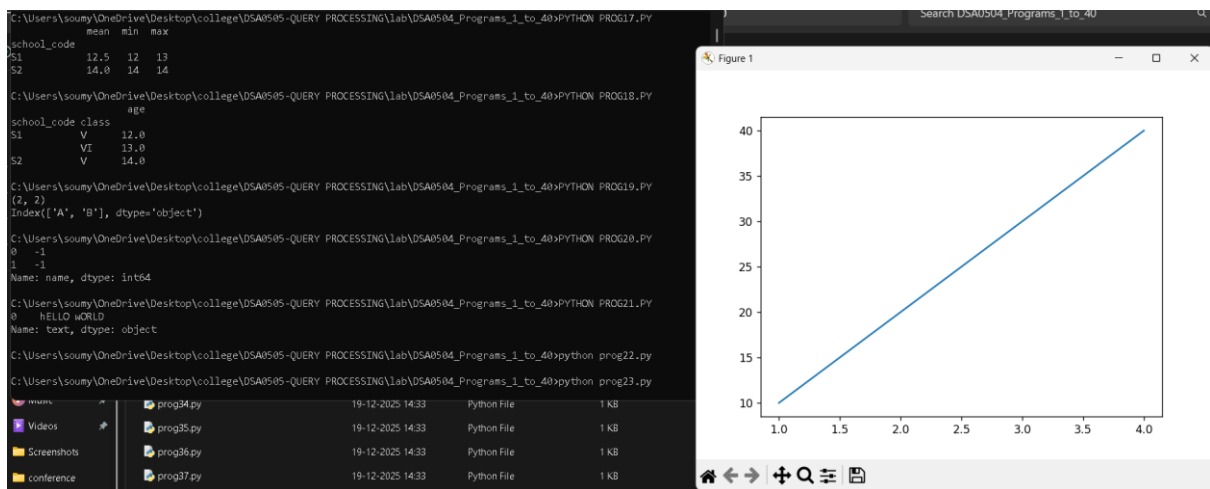 C:\Users\soumy\OneDrive\Desktop\college\DSA0505-QUERY PROCESSING\lab\DSA0504_Programs_1_to_40>PYTHON PROG17.PY
mean min max
school_code
S1 12.5 12 13
S2 14.0 14 14
C:\Users\soumy\OneDrive\Desktop\college\DSA0505-QUERY PROCESSING\lab\DSA0504_Programs_1_to_40>PYTHON PROG18.PY
age
school_code class
S1 V 12.0
VI 13.0
S2 V 14.0
C:\Users\soumy\OneDrive\Desktop\college\DSA0505-QUERY PROCESSING\lab\DSA0504_Programs_1_to_40>PYTHON PROG19.PY
(2, 2)
Index(['A', 'B'], dtype='object')
C:\Users\soumy\OneDrive\Desktop\college\DSA0505-QUERY PROCESSING\lab\DSA0504_Programs_1_to_40>PYTHON PROG20.PY
0 -1
1 -1
Name: name, dtype: int64
C:\Users\soumy\OneDrive\Desktop\college\DSA0505-QUERY PROCESSING\lab\DSA0504_Programs_1_to_40>PYTHON PROG21.PY
0 hELLO wORLD
Name: text, dtype: object
C:\Users\soumy\OneDrive\Desktop\college\DSA0505-QUERY PROCESSING\lab\DSA0504_Programs_1_to_40>python prog22.py
C:\Users\soumy\OneDrive\Desktop\college\DSA0505-QUERY PROCESSING\lab\DSA0504_Programs_1_to_40>python prog23.py
Music
prog34.py 19-12-2025 14:33 Python File 1 KB
Videos
prog35.py 19-12-2025 14:33 Python File 1 KB
Screenshots
prog36.py 19-12-2025 14:33 Python File 1 KB
conference
prog37.py 19-12-2025 14:33 Python File 1 KB
Search DSA0504_Programs_1_to_40
Figure 1
40
35
30
25
20
15
10
1.0 1.5 2.0 2.5 3.0 3.5 4.0